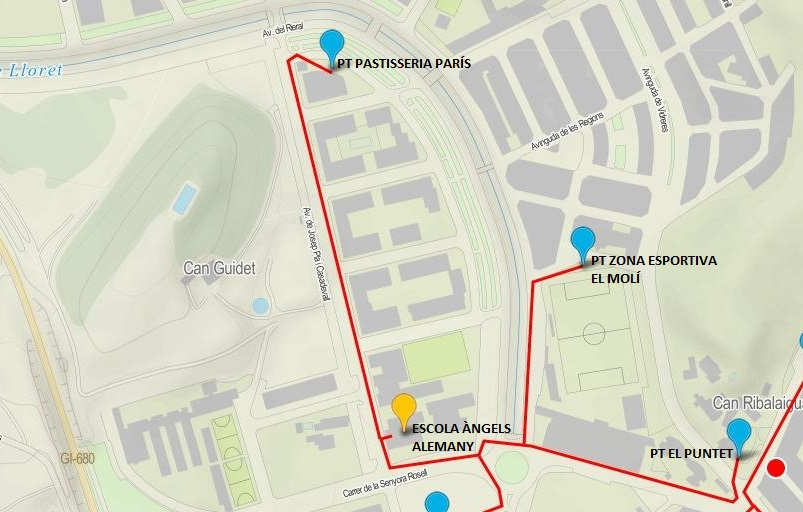 Av. del Rieral
PT PASTISSERIA PARÍS
Lloret
Avinguda de Vidreres
Avinguda de les Regions
Av. de Josep Pla i Casadevall
Can Guidet
PT ZONA ESPORTIVA
EL MOLÍ
Can Ribalaigua
ESCOLA ÀNGELS
ALEMANY
PT EL PUNTET
GI-680
Carrer de la Senyora Rosell